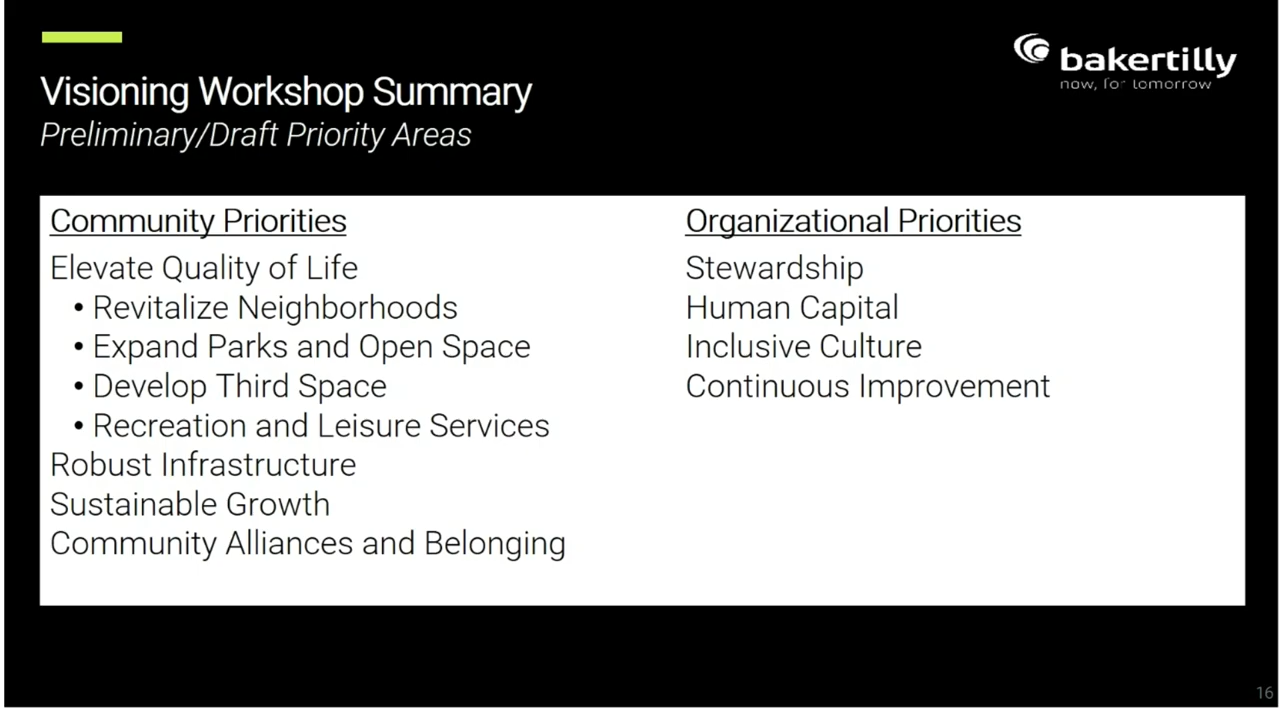 bakertilly
now, for tomorrow
Visioning Workshop Summary
Preliminary/Draft Priority Areas
Community Priorities
Elevate Quality of Life
• Revitalize Neighborhoods
• Expand Parks and Open Space
• Develop Third Space
• Recreation and Leisure Services
Robust Infrastructure
Sustainable Growth
Community Alliances and Belonging
Organizational Priorities
Stewardship
Human Capital
Inclusive Culture
Continuous Improvement
16